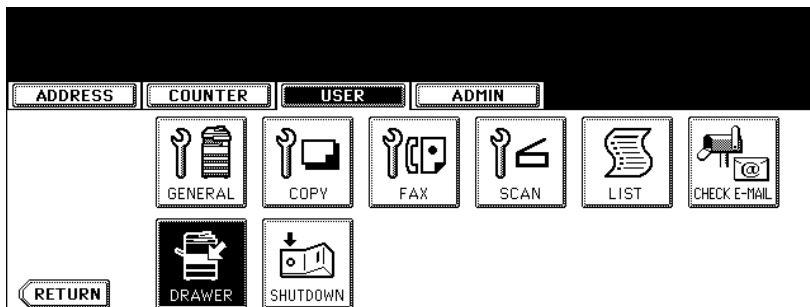 ADDRESS COUNTER USER ADMIN
GENERAL COPY FAX SCAN LIST CHECK E-MAIL
RETURN DRAWER SHUTDOWN